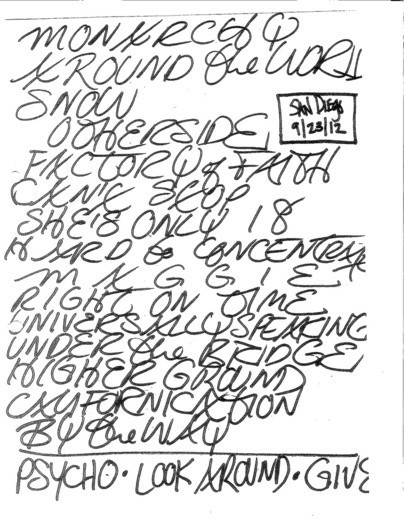 MONARCHY
AROUND the WORL
SNOW
SAN DIEGO
9/23/12
OTHERSIDE
FACTORY of FAITH
CAN'T STOP
SHE'S ONLY 18
HARD to CONCENTRATE
MAGGIE
RIGHT ON TIME
UNIVERSALLY SPEAKING
UNDER the BRIDGE
HIGHER GROUND
CALIFORNICATION
BY the WAY
PSYCHO · LOOK AROUND · GIVE